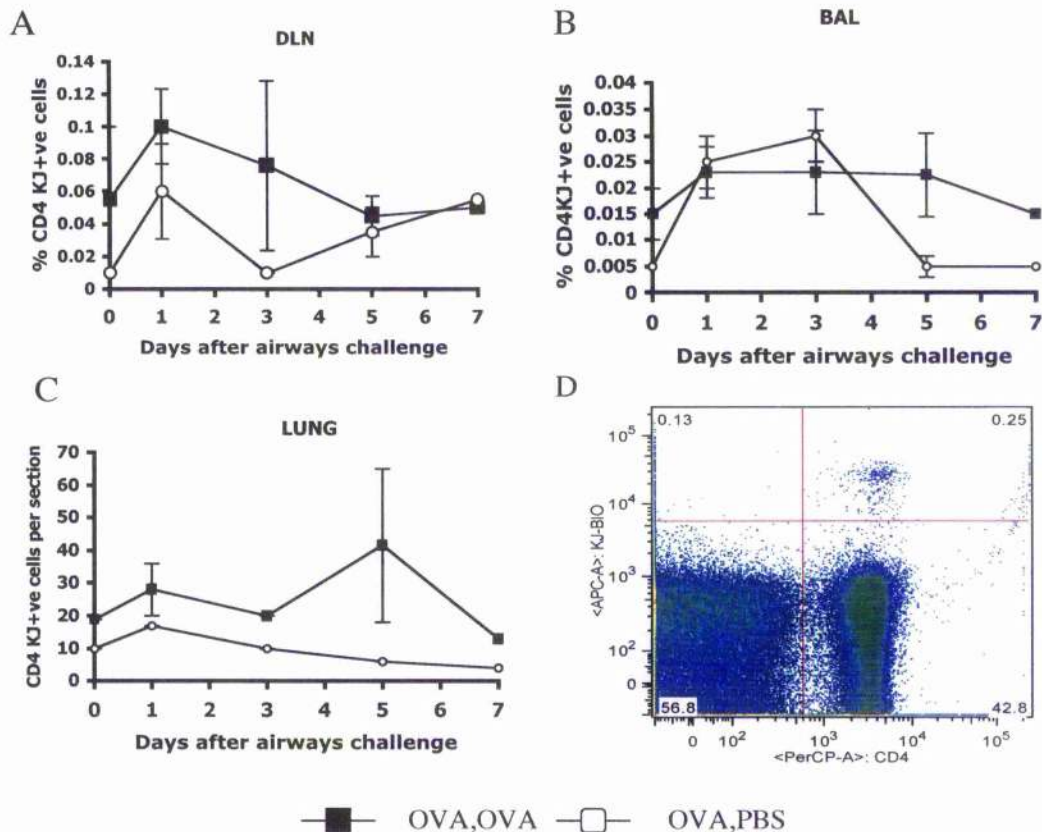 A
DLN
% CD4 KJ+ve cells
0.14
0.12
0.1
0.08
0.06
0.04
0.02
0
0 1 2 3 4 5 6 7
Days after airways challenge
B
BAL
% CD4KJ+ve cells
0.04
0.035
0.03
0.025
0.02
0.015
0.01
0.005
0
0 1 2 3 4 5 6 7
Days after airways challenge
C
LUNG
CD4 KJ+ve cells per section
70
60
50
40
30
20
10
0
0 1 2 3 4 5 6 7
Days after airways challenge
D
0.13 0.25
<APC-A>: KJ-BIO
10^5
10^4
10^3
10^2
0
56.8 42.8
0 10^2 10^3 10^4 10^5
<PerCP-A>: CD4
OVA,OVA OVA,PBS